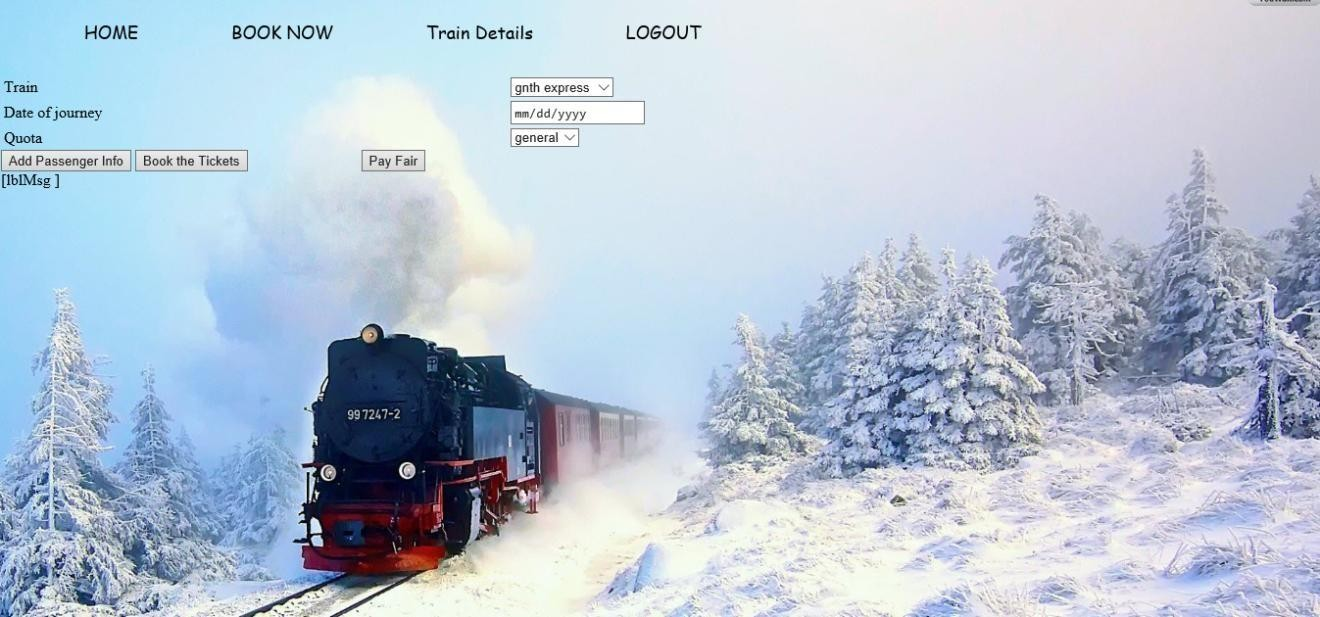 HOME BOOK NOW Train Details LOGOUT
Train gnth express
Date of journey mm/dd/yyyy
Quota general
Add Passenger Info Book the Tickets Pay Fair
[lblMsg ]
99 7247-2